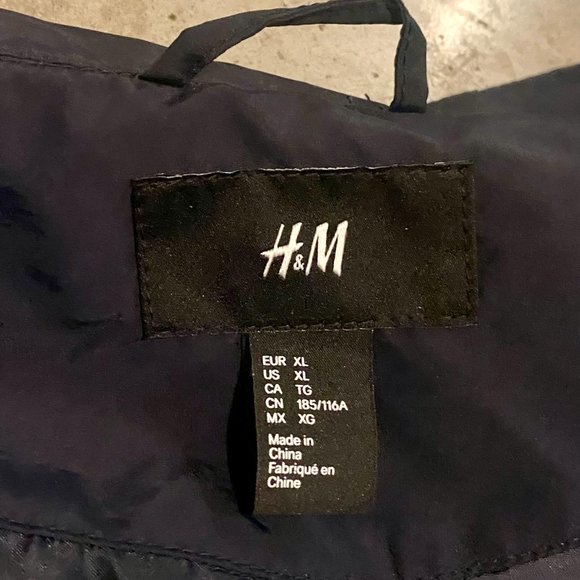 H&M
EUR XL
US XL
CA TG
CN 185/116A
MX XG
Made in
China
Fabriqué en
Chine